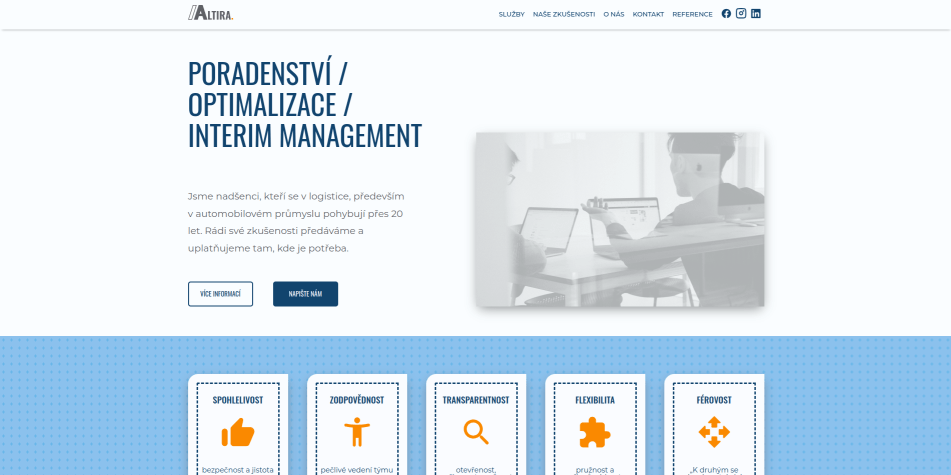 ALTIRA.
SLUŽBY NAŠE ZKUŠENOSTI O NÁS KONTAKT REFERENCE
PORADENSTVÍ /
OPTIMALIZACE /
INTERIM MANAGEMENT
Jsme nadšenci, kteří se v logistice, především
v automobilovém průmyslu pohybují přes 20
let. Rádi své zkušenosti předáváme a
uplatňujeme tam, kde je potřeba.
VÍCE INFORMACÍ NAPIŠTE NÁM
SPOHLELIVOST ZODPOVĚDNOST TRANSPARENTNOST FLEXIBILITA FÉROVOST
bezpečnost a jistota pečlivé vedení týmu otevřenost, pružnost a „K druhým se